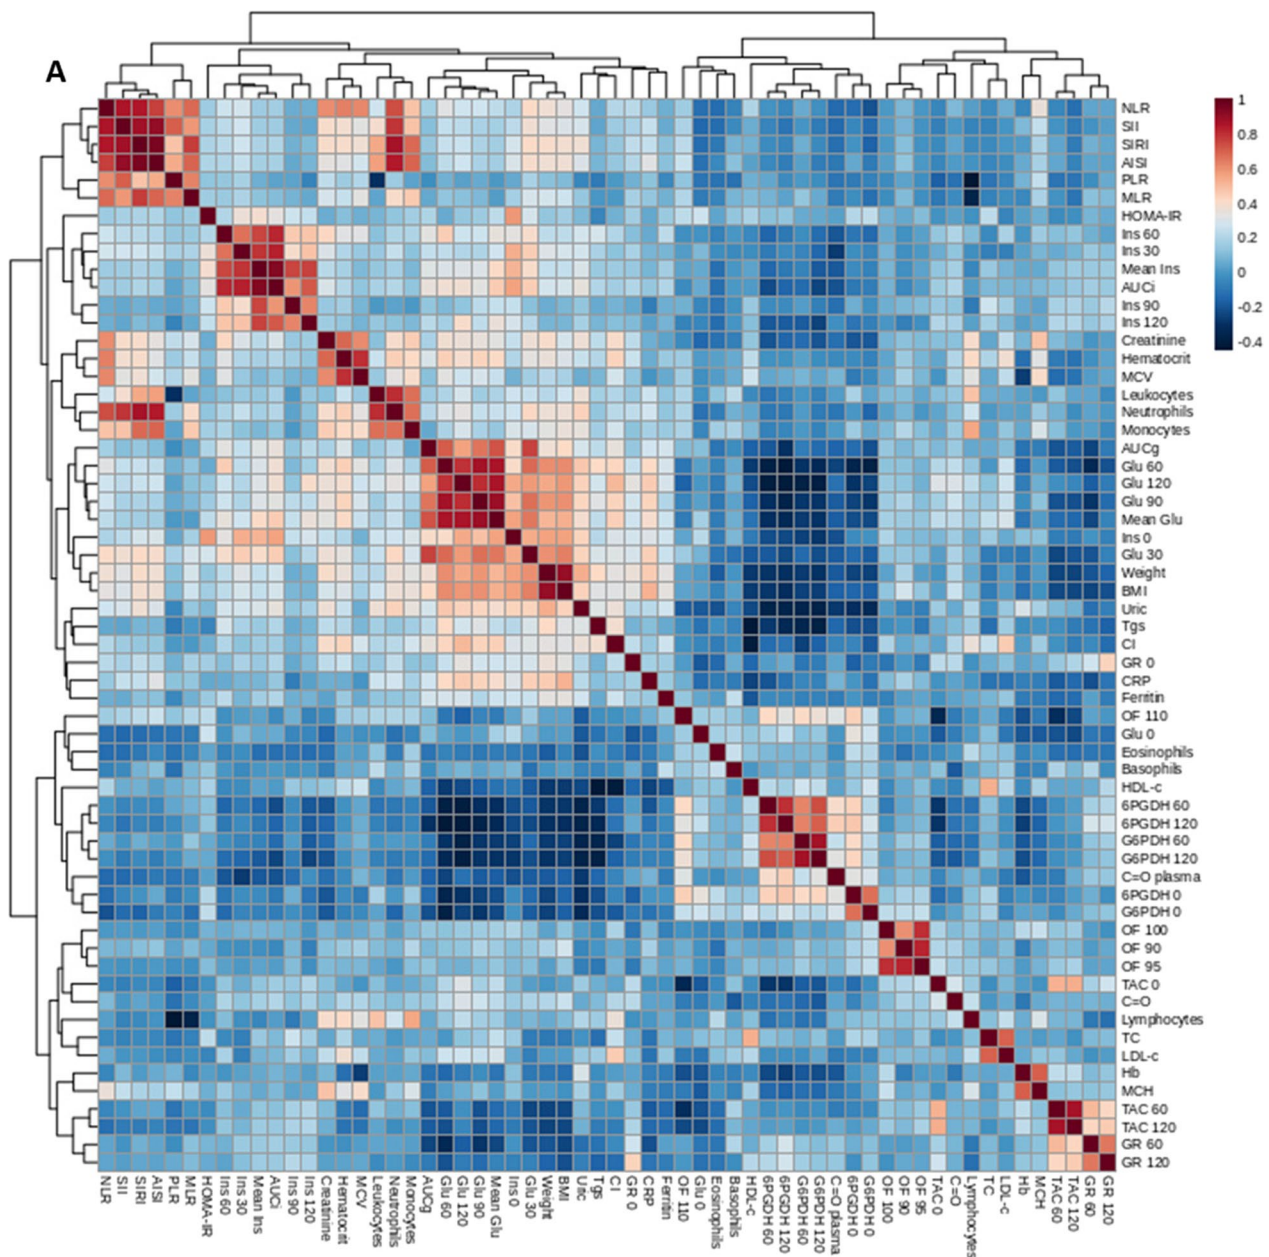 A
NLR
SII
SIRI
AISI
PLR
MLR
HOMA-IR
Ins 60
Ins 30
Mean Ins
AUCi
Ins 90
Ins 120
Creatinine
Hematocrit
MCV
Leukocytes
Neutrophils
Monocytes
AUCg
Glu 60
Glu 120
Glu 90
Mean Glu
Ins 0
Glu 30
Weight
BMI
Uric
Tgs
CI
GR 0
CRP
Ferritin
OF 110
Glu 0
Eosinophils
Basophils
HDL-c
6PGDH 60
6PGDH 120
G6PDH 60
G6PDH 120
C=O plasma
6PGDH 0
G6PDH 0
OF 100
OF 90
OF 95
TAC 0
C=O
Lymphocytes
TC
LDL-c
Hb
MCH
TAC 60
TAC 120
GR 60
GR 120
1
0.8
0.6
0.4
0.2
0
-0.2
-0.4
NLR
SII
SIRI
AISI
PLR
MLR
HOMA-IR
Ins 60
Ins 30
Mean Ins
AUCi
Ins 90
Ins 120
Creatinine
Hematocrit
MCV
Leukocytes
Neutrophils
Monocytes
AUCg
Glu 60
Glu 120
Glu 90
Mean Glu
Ins 0
Glu 30
Weight
BMI
Uric
Tgs
CI
GR 0
CRP
Ferritin
OF 110
Glu 0
Eosinophils
Basophils
HDL-c
6PGDH 60
6PGDH 120
G6PDH 60
G6PDH 120
C=O plasma
6PGDH 0
G6PDH 0
OF 100
OF 90
OF 95
TAC 0
C=O
Lymphocytes
TC
LDL-c
Hb
MCH
TAC 60
TAC 120
GR 60
GR 120